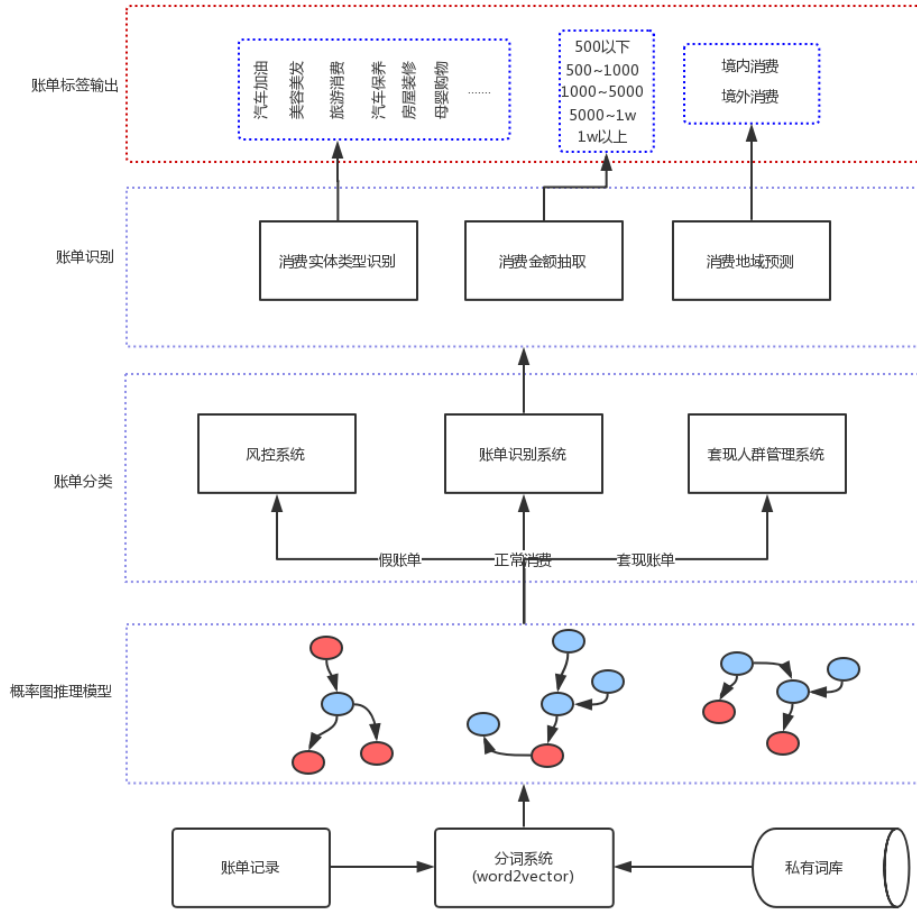 账单标签输出
汽车加油
美容美发
旅游消费
汽车保养
房屋装修
母婴购物
......
500以下
500~1000
1000~5000
5000~1w
1w以上
境内消费
境外消费
账单识别
消费实体类型识别
消费金额抽取
消费地域预测
账单分类
风控系统
账单识别系统
套现人群管理系统
假账单
正常消费
套现账单
概率图推理模型
账单记录
分词系统
(word2vector)
私有词库